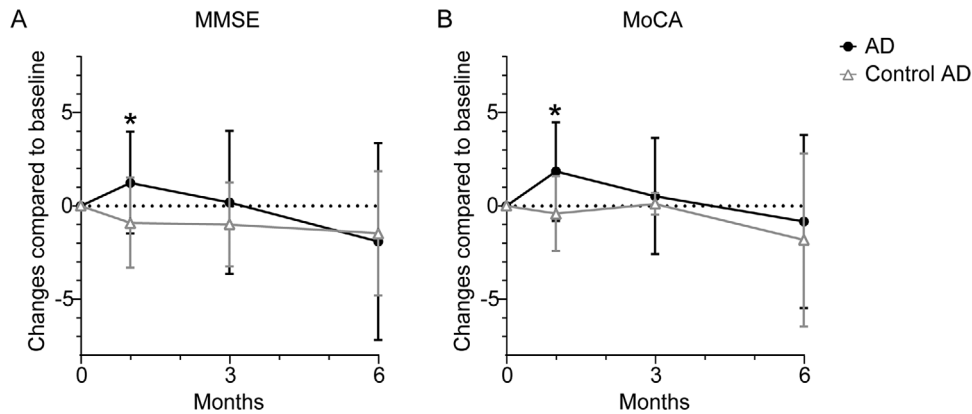 A
MMSE
Changes compared to baseline
5
0
-5
*
0
3
6
Months
B
MoCA
Changes compared to baseline
5
0
-5
*
0
3
6
Months
AD
Control AD